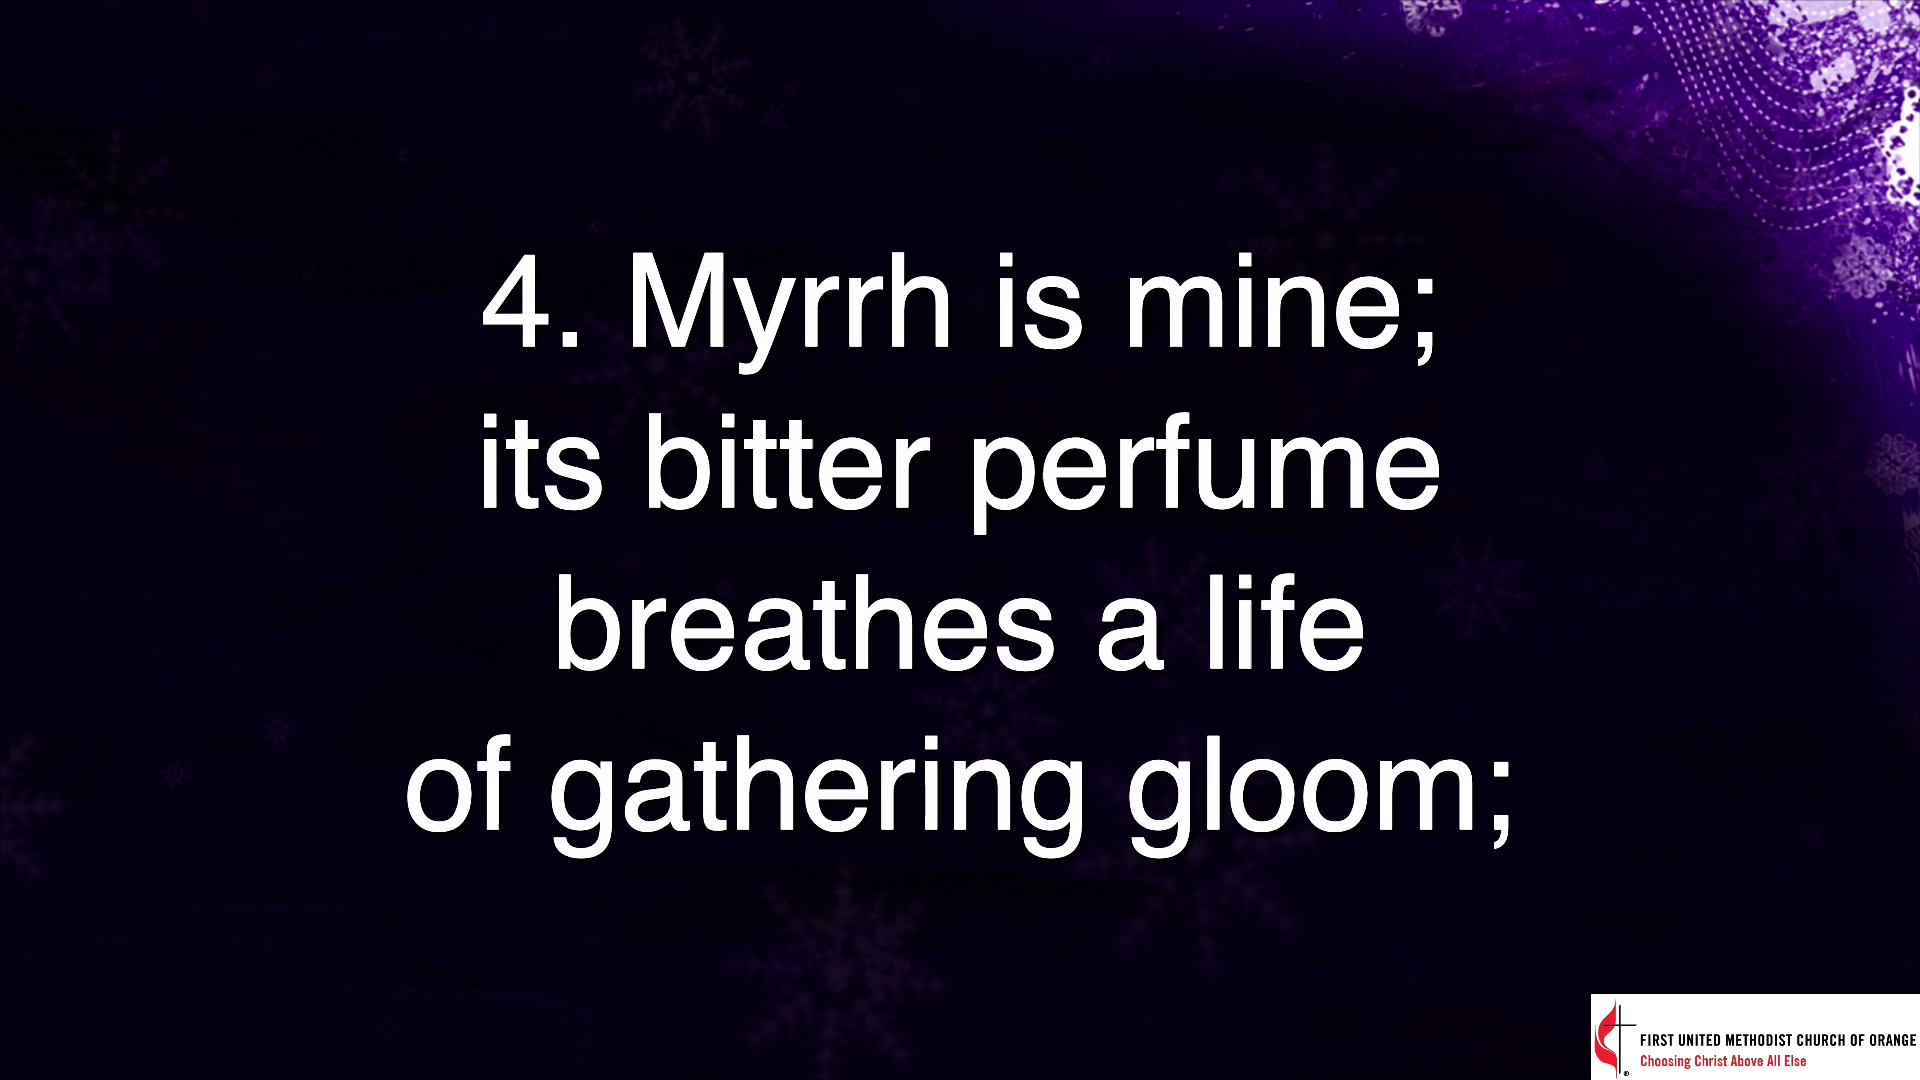 4. Myrrh is mine;
its bitter perfume
breathes a life
of gathering gloom;
FIRST UNITED METHODIST CHURCH OF ORANGE
Choosing Christ Above All Else